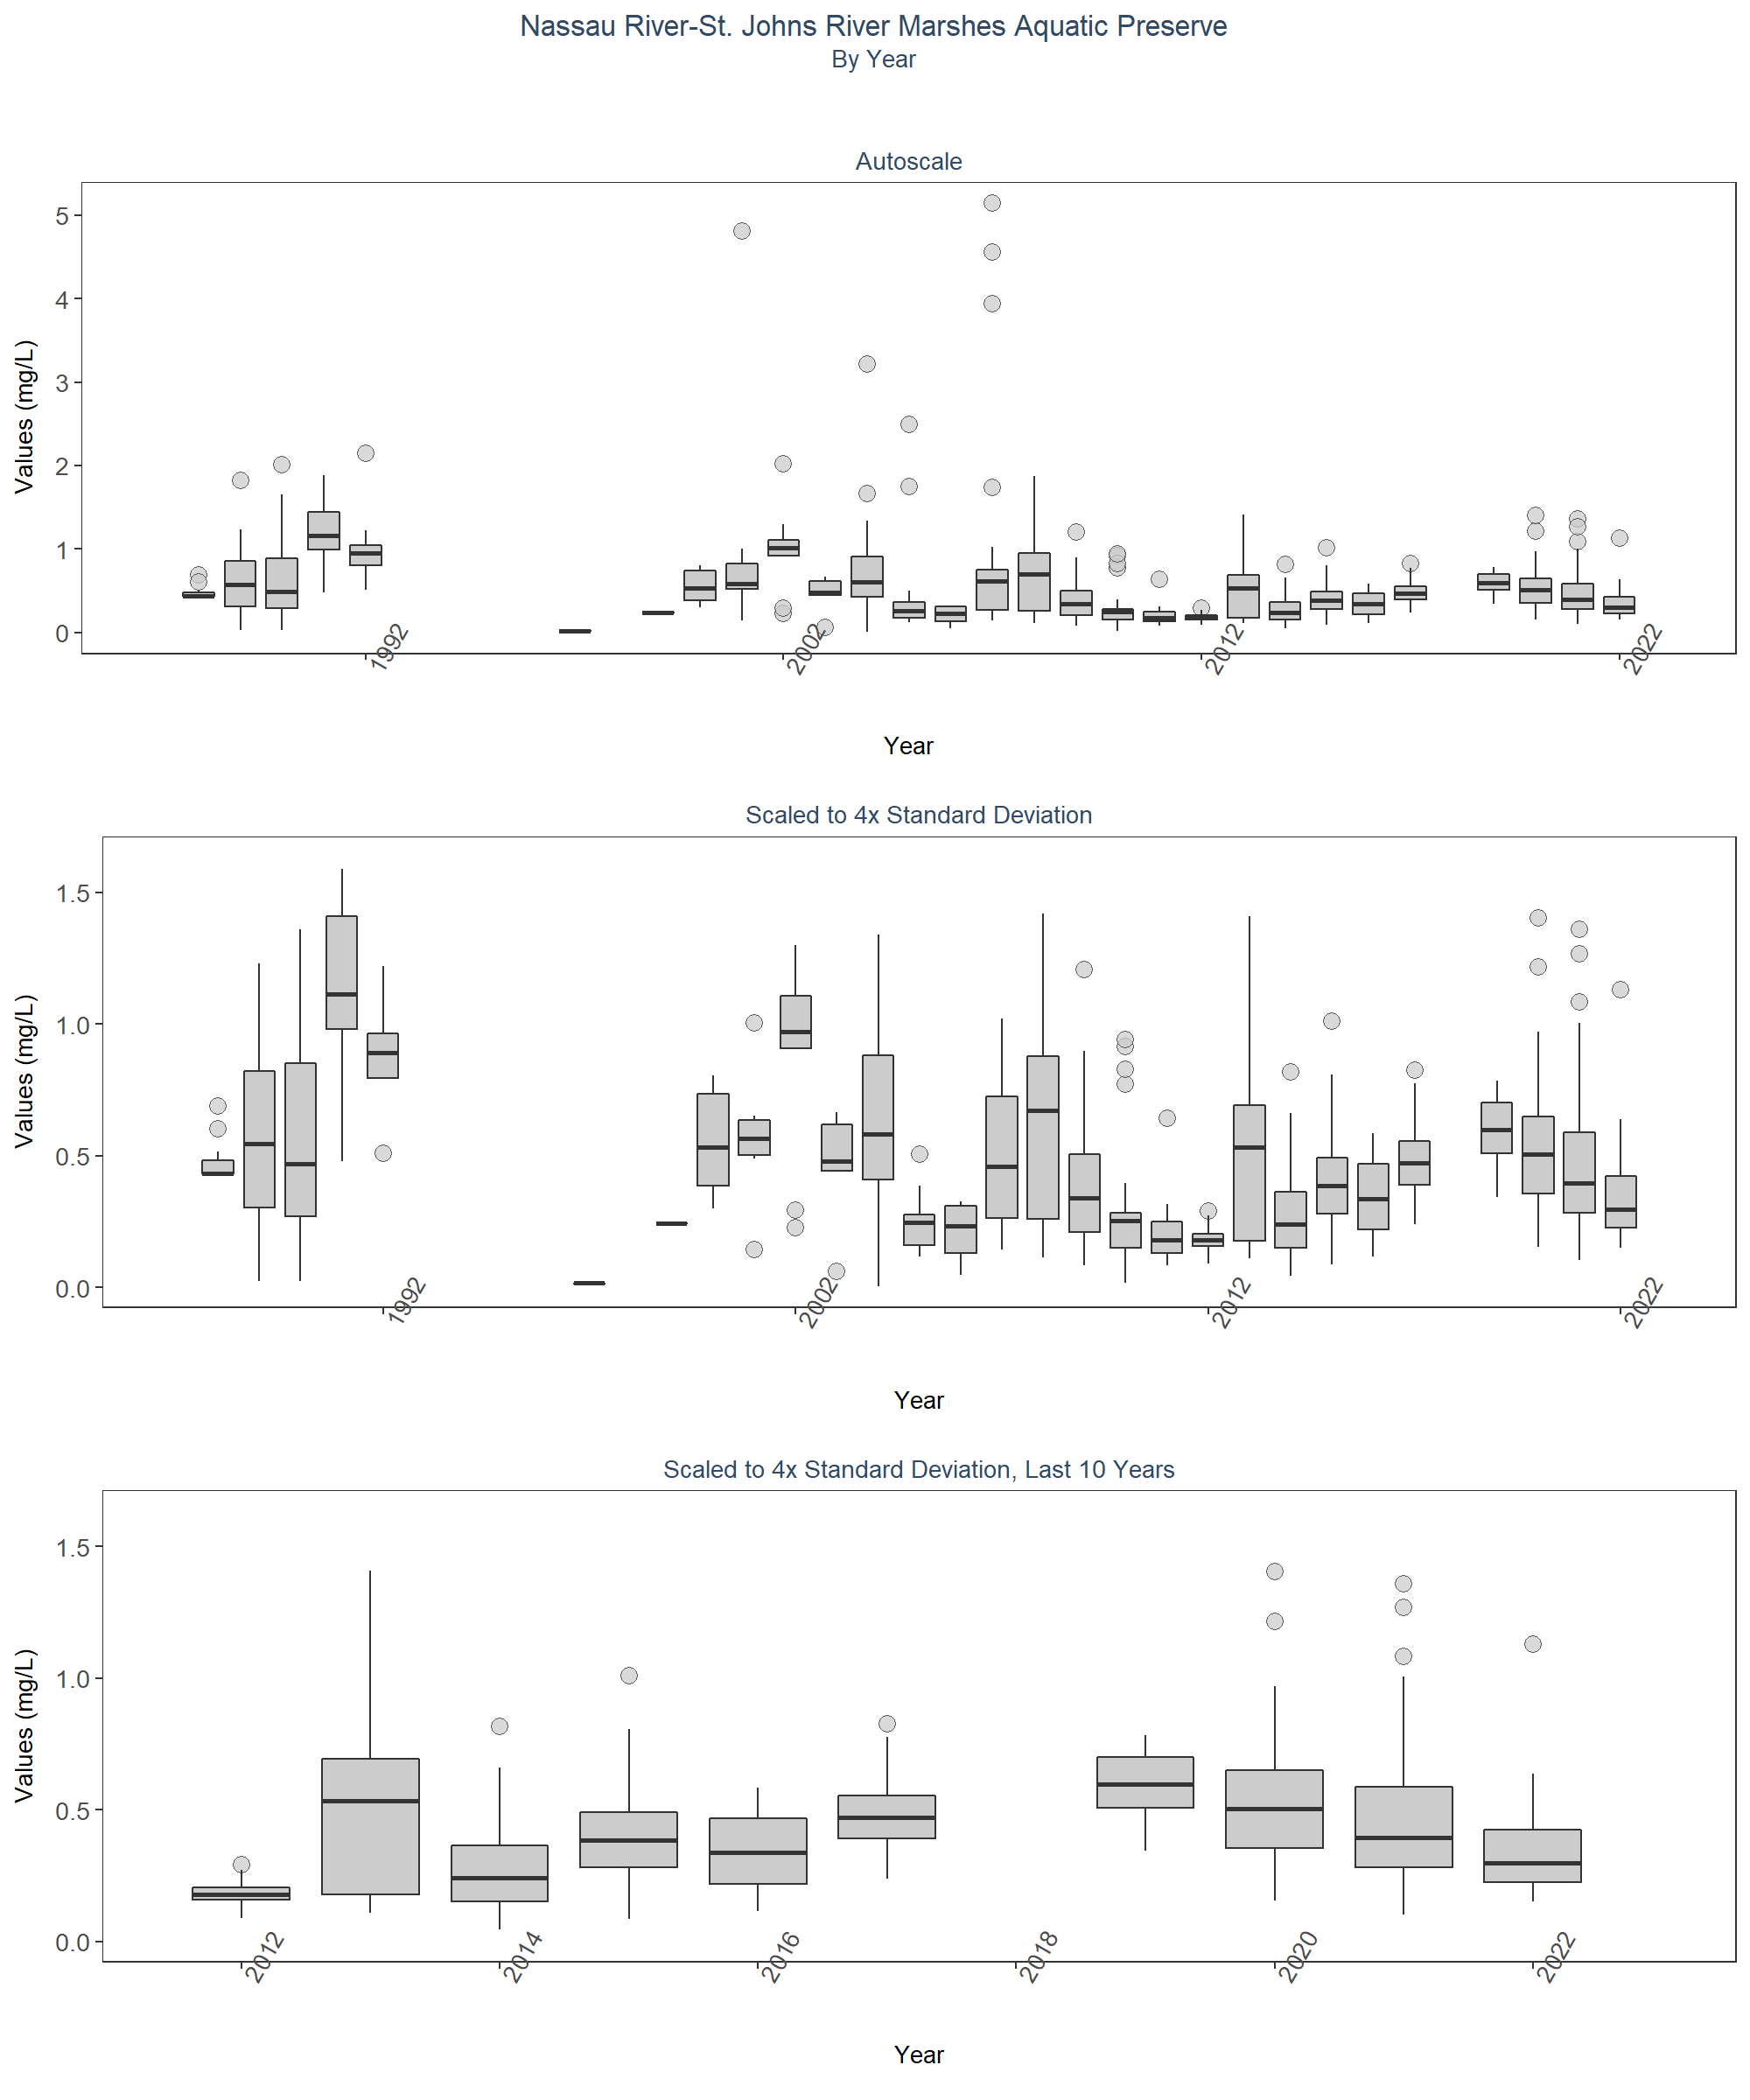 Nassau River-St. Johns River Marshes Aquatic Preserve
By Year
Autoscale
Values (mg/L)
5
4
3
2
1
0
1992
2002
2012
2022
Year
Scaled to 4x Standard Deviation
Values (mg/L)
1.5
1.0
0.5
0.0
1992
2002
2012
2022
Year
Scaled to 4x Standard Deviation, Last 10 Years
Values (mg/L)
1.5
1.0
0.5
0.0
2012
2014
2016
2018
2020
2022
Year